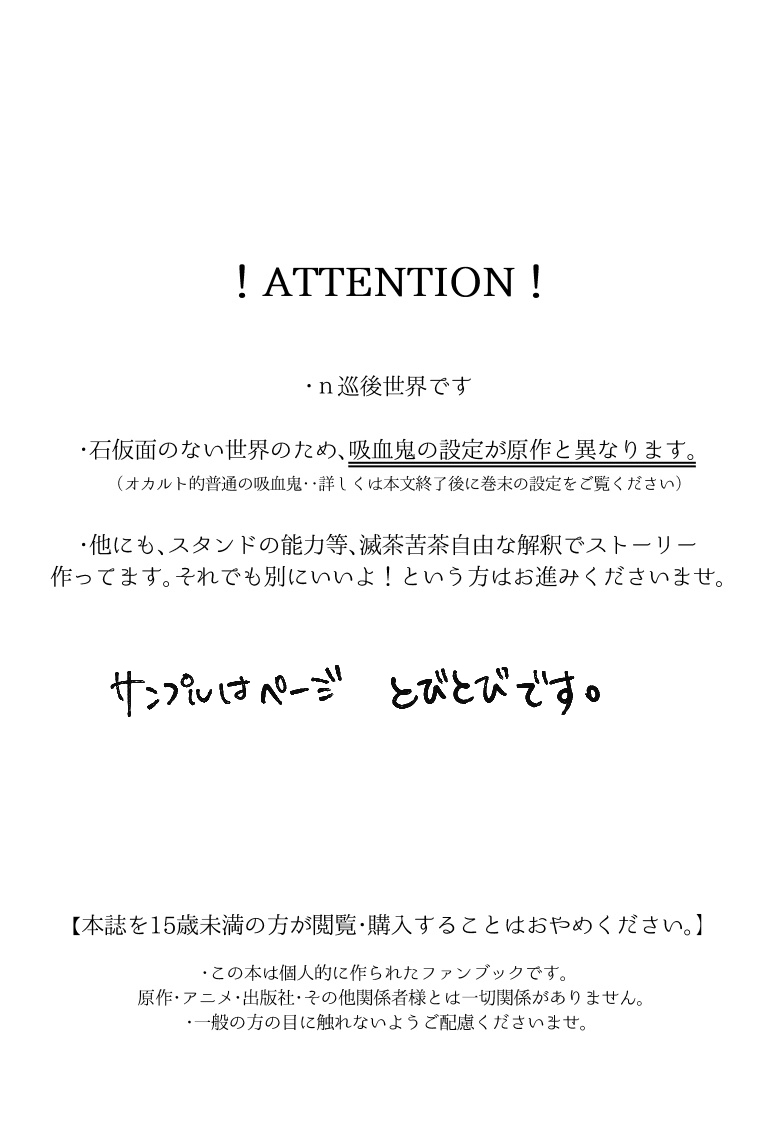 ！ATTENTION！
・n巡後世界です
・石仮面のない世界のため、吸血鬼の設定が原作と異なります。
（オカルト的普通の吸血鬼‥詳しくは本文終了後に巻末の設定をご覧ください）
・他にも、スタンドの能力等、滅茶苦茶自由な解釈でストーリー
作ってます。それでも別にいいよ！という方はお進みくださいませ。
サンプルはページ とびとびです。
【本誌を15歳未満の方が閲覧・購入することはおやめください。】
・この本は個人的に作られたファンブックです。
原作・アニメ・出版社・その他関係者様とは一切関係がありません。
・一般の方の目に触れないようご配慮くださいませ。